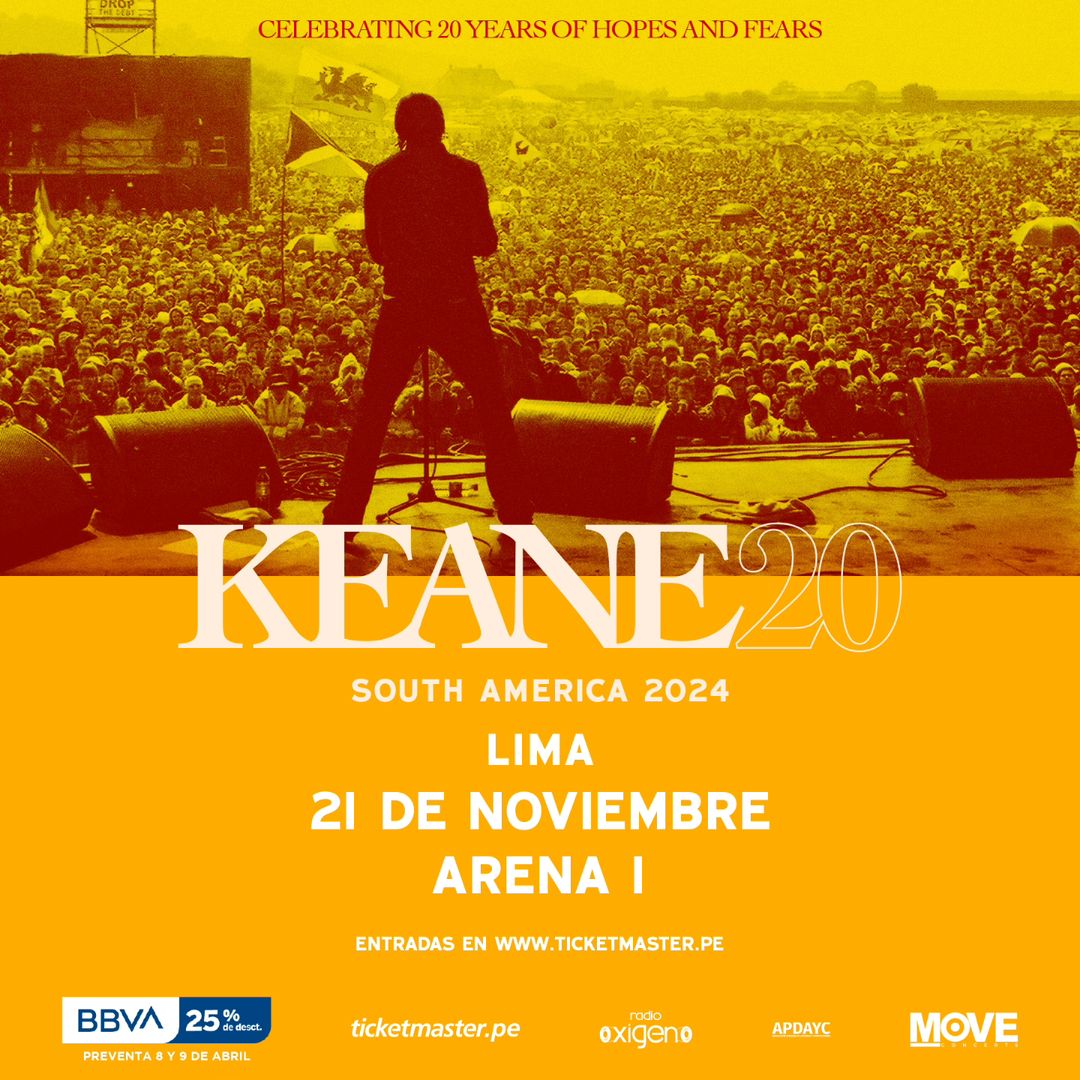 CELEBRATING 20 YEARS OF HOPES AND FEARS
DROP
THE DEBT
KEANE20
SOUTH AMERICA 2024
LIMA
21 DE NOVIEMBRE
ARENA 1
ENTRADAS EN WWW.TICKETMASTER.PE
BBVA 25% de desct.
PREVENTA 8 Y 9 DE ABRIL
ticketmaster.pe
radio
oxigeno
APDAYC
MOVE
CONCERTS